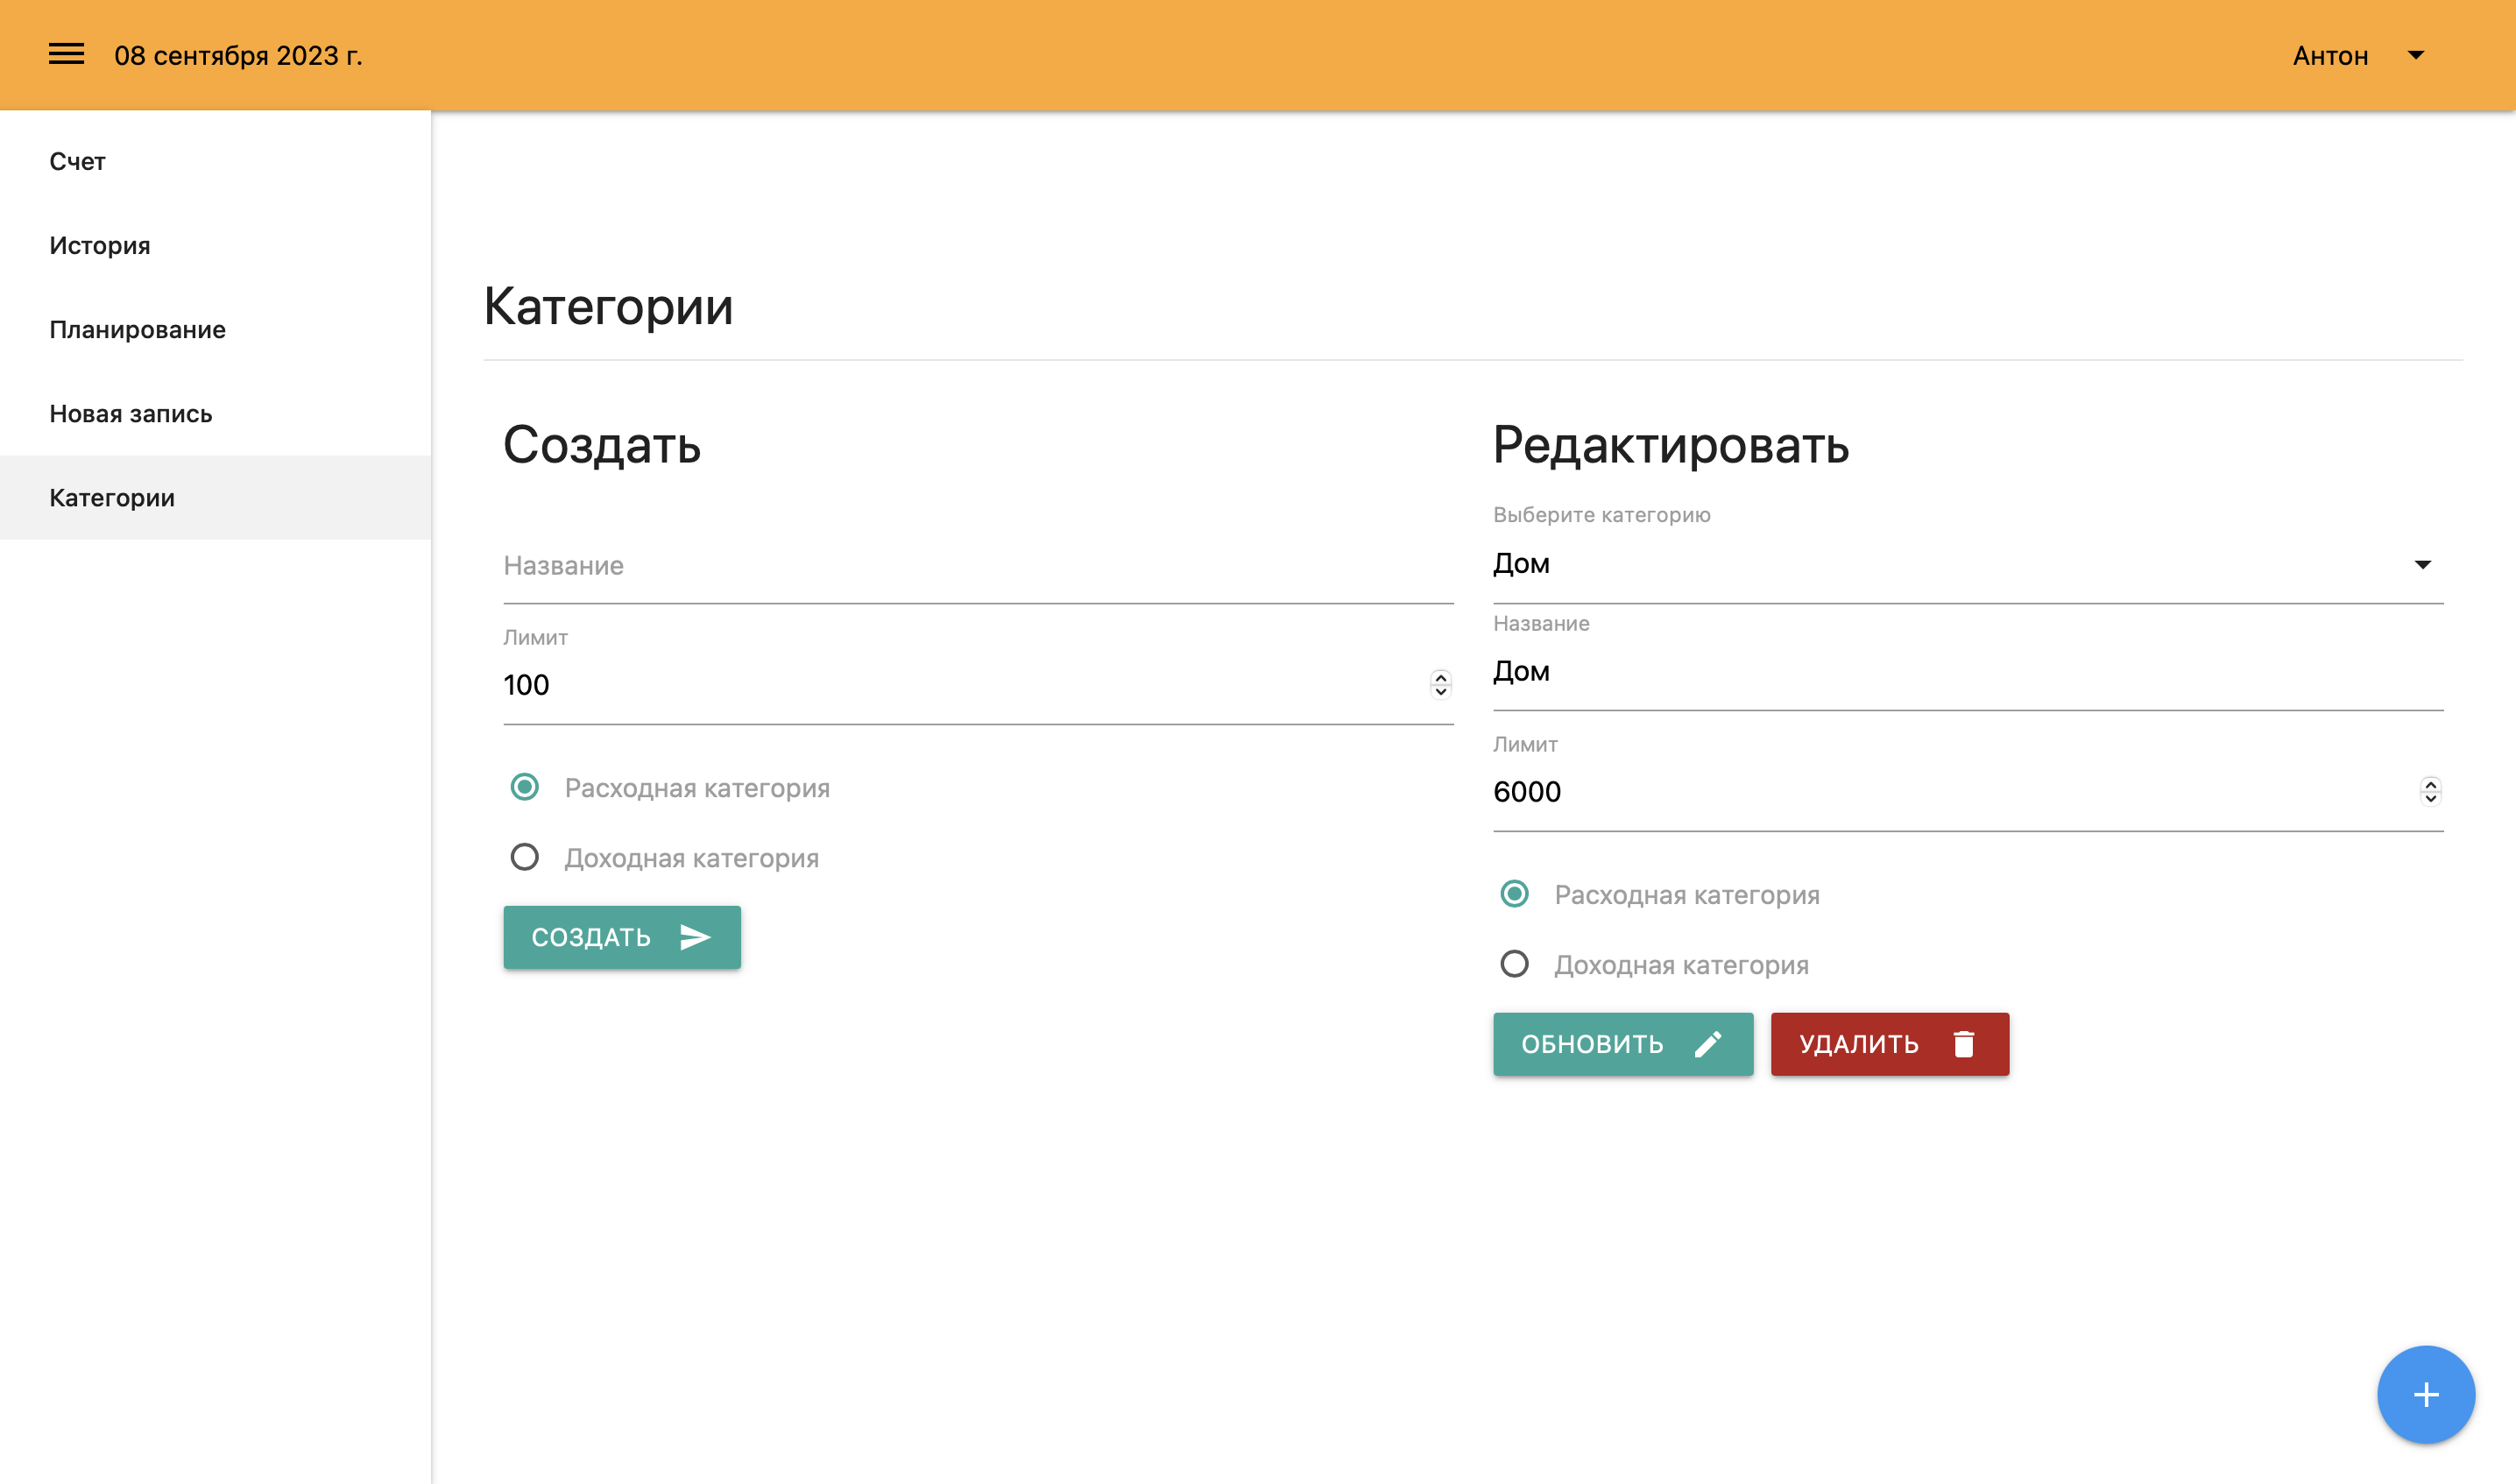 08 сентября 2023 г.
Антон
Счет
История
Планирование
Новая запись
Категории
Категории
Создать
Название
Лимит
100
Расходная категория
Доходная категория
СОЗДАТЬ
Редактировать
Выберите категорию
Дом
Название
Дом
Лимит
6000
Расходная категория
Доходная категория
ОБНОВИТЬ
УДАЛИТЬ